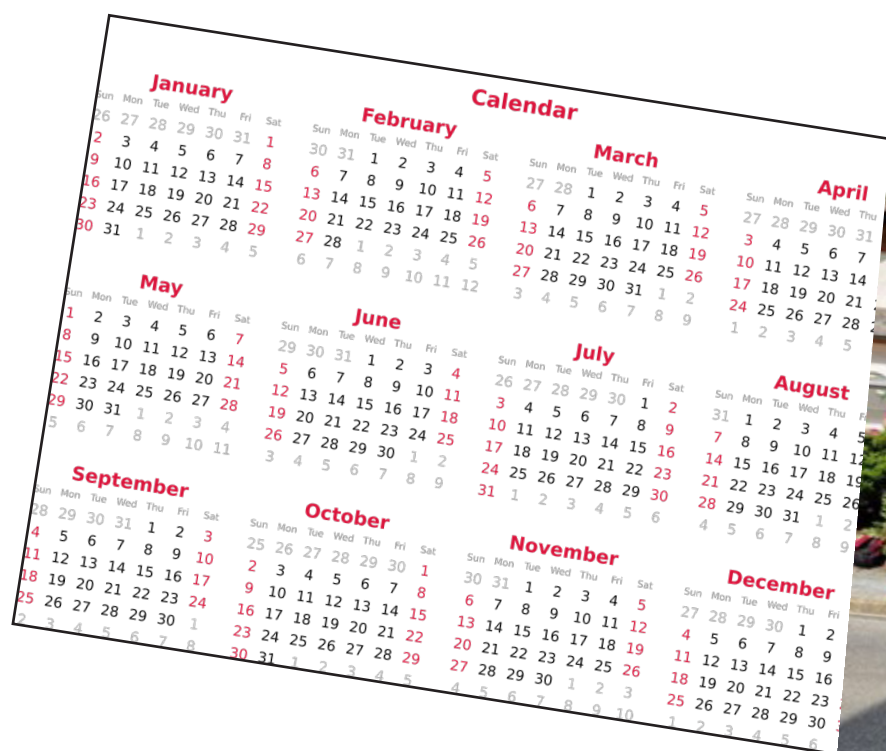 Calendar
January
Sun Mon Tue Wed Thu Fri Sat
26 27 28 29 30 31 1
2 3 4 5 6 7 8
9 10 11 12 13 14 15
16 17 18 19 20 21 22
23 24 25 26 27 28 29
30 31 1 2 3 4 5
February
Sun Mon Tue Wed Thu Fri Sat
30 31 1 2 3 4 5
6 7 8 9 10 11 12
13 14 15 16 17 18 19
20 21 22 23 24 25 26
27 28 1 2 3 4 5
6 7 8 9 10 11 12
March
Sun Mon Tue Wed Thu Fri Sat
27 28 1 2 3 4 5
6 7 8 9 10 11 12
13 14 15 16 17 18 19
20 21 22 23 24 25 26
27 28 29 30 31 1 2
3 4 5 6 7 8 9
April
Sun Mon Tue Wed Thu
27 28 29 30 31
3 4 5 6 7
10 11 12 13 14
17 18 19 20 21
24 25 26 27 28
1 2 3 4 5
May
Sun Mon Tue Wed Thu Fri Sat
1 2 3 4 5 6 7
8 9 10 11 12 13 14
15 16 17 18 19 20 21
22 23 24 25 26 27 28
29 30 31 1 2 3 4
5 6 7 8 9 10 11
June
Sun Mon Tue Wed Thu Fri Sat
29 30 31 1 2 3 4
5 6 7 8 9 10 11
12 13 14 15 16 17 18
19 20 21 22 23 24 25
26 27 28 29 30 1 2
3 4 5 6 7 8 9
July
Sun Mon Tue Wed Thu Fri Sat
26 27 28 29 30 1 2
3 4 5 6 7 8 9
10 11 12 13 14 15 16
17 18 19 20 21 22 23
24 25 26 27 28 29 30
31 1 2 3 4 5 6
August
Sun Mon Tue Wed Thu
31 1 2 3 4 5
7 8 9 10 11 12
14 15 16 17 18 19
21 22 23 24 25 26
28 29 30 31 1 2
4 5 6 7 8 9
September
Sun Mon Tue Wed Thu Fri Sat
28 29 30 31 1 2 3
4 5 6 7 8 9 10
11 12 13 14 15 16 17
18 19 20 21 22 23 24
25 26 27 28 29 30 1
2 3 4 5 6 7 8
October
Sun Mon Tue Wed Thu Fri Sat
25 26 27 28 29 30 1
2 3 4 5 6 7 8
9 10 11 12 13 14 15
16 17 18 19 20 21 22
23 24 25 26 27 28 29
30 31 1 2 3 4 5
November
Sun Mon Tue Wed Thu Fri Sat
30 31 1 2 3 4 5
6 7 8 9 10 11 12
13 14 15 16 17 18 19
20 21 22 23 24 25 26
27 28 29 30 1 2 3
4 5 6 7 8 9 10
December
Sun Mon Tue Wed Thu Fri
27 28 29 30 1 2
4 5 6 7 8 9
11 12 13 14 15 16
18 19 20 21 22 23
25 26 27 28 29 30
1 2 3 4 5 6